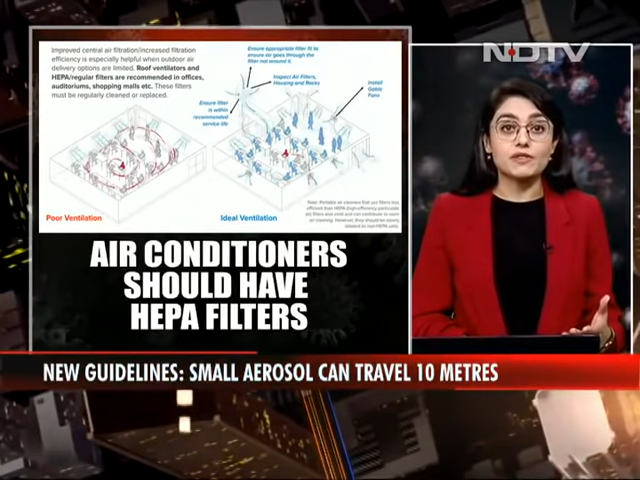 NDTV
Improved central air filtration/increased filtration
efficiency is especially helpful when outdoor air
delivery options are limited. Roof ventilators and
HEPA/regular filters are recommended in offices,
auditoriums, shopping malls etc. These filters
must be regularly cleaned or replaced.
Ensure appropriate filter fit to
ensure air goes through the
filter not around it.
Inspect Air Filters,
Housing and Racks
Install
Gable
Fans
Ensure filter
is within
recommended
service life
Poor Ventilation
Ideal Ventilation
AIR CONDITIONERS
SHOULD HAVE
HEPA FILTERS
NEW GUIDELINES: SMALL AEROSOL CAN TRAVEL 10 METRES